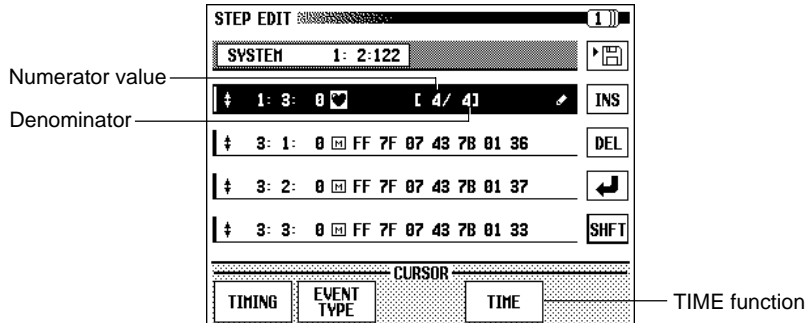 STEP EDIT
1
SYSTEM 1: 2:122
Numerator value
1: 3: 0 [ 4/ 4]
INS
Denominator
3: 1: 0 M FF 7F 07 43 7B 01 36
DEL
3: 2: 0 M FF 7F 07 43 7B 01 37
3: 3: 0 M FF 7F 07 43 7B 01 33
SHFT
CURSOR
TIMING
EVENT TYPE
TIME
TIME function